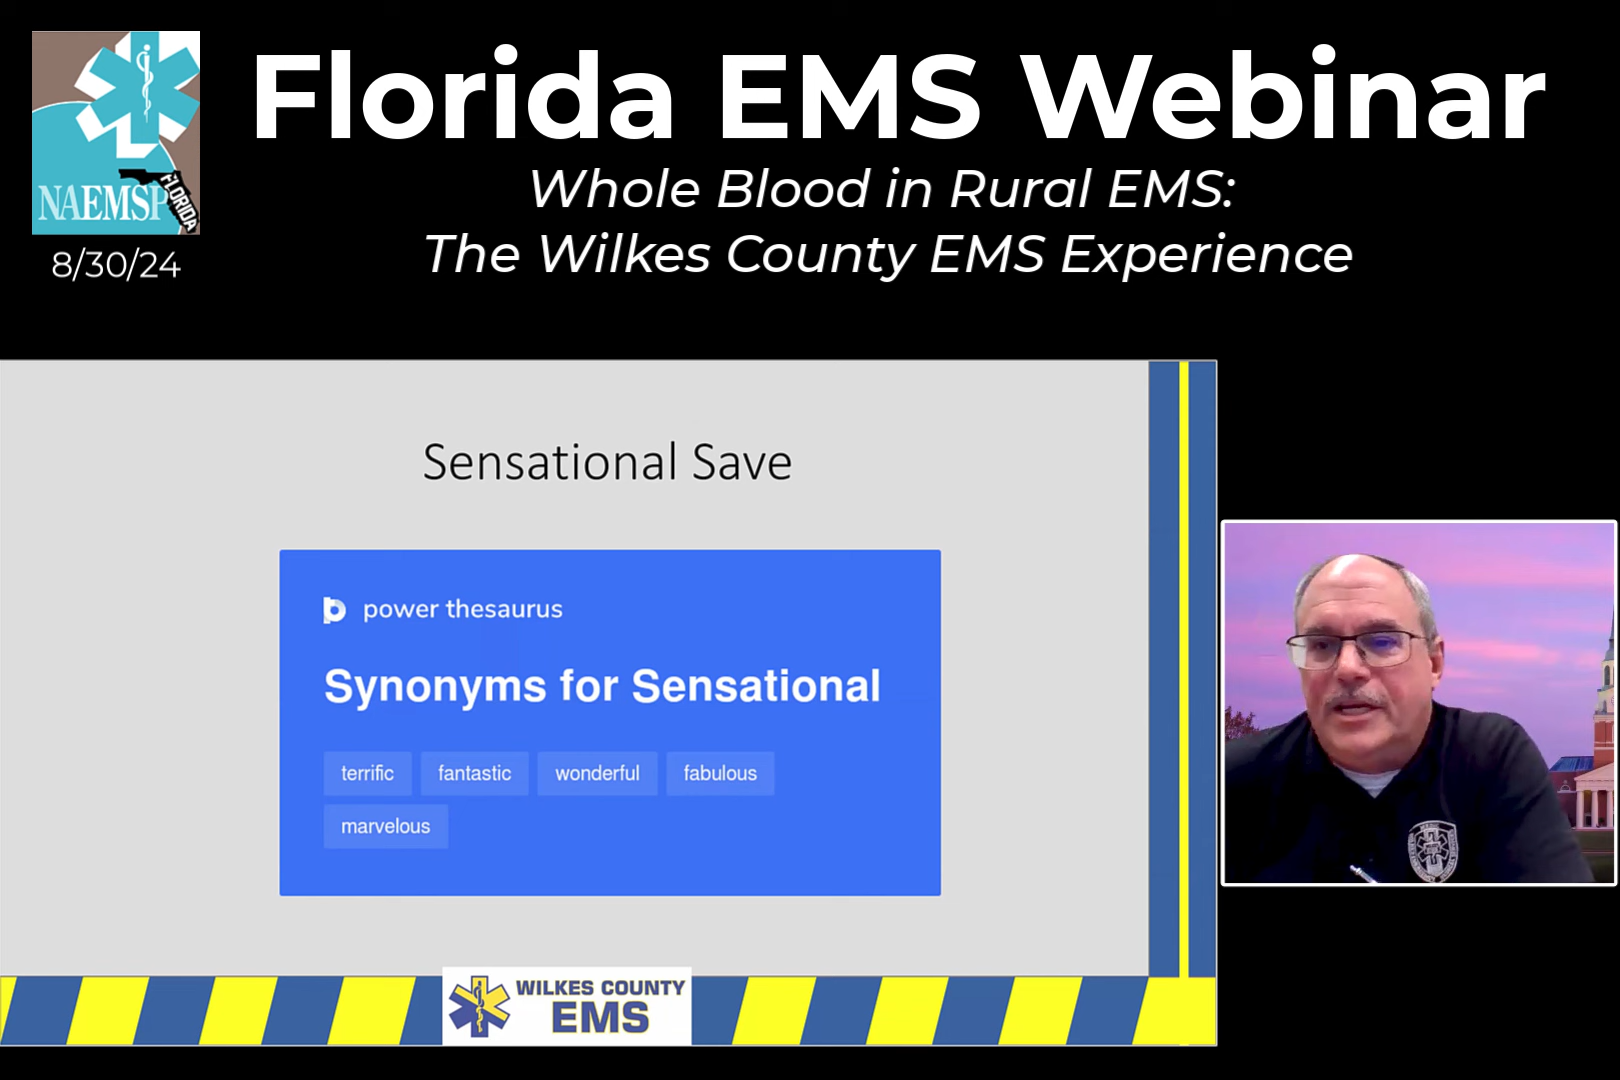 Florida EMS Webinar
Whole Blood in Rural EMS:
The Wilkes County EMS Experience
NAEMSP
FLORIDA
8/30/24
Sensational Save
power thesaurus
Synonyms for Sensational
terrific fantastic wonderful fabulous
marvelous
WILKES COUNTY
EMS